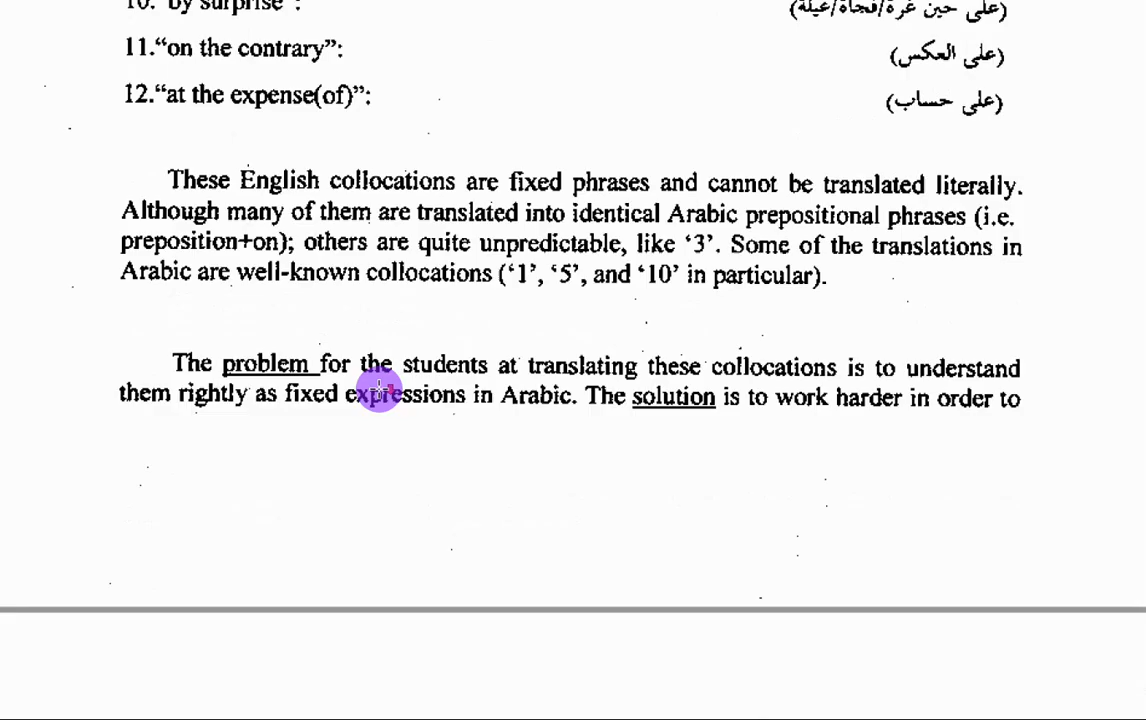 10. "by surprise":
(على حين غرة/فجأة/غيلة)
11.“on the contrary”:
(على العكس)
12.“at the expense(of)”:
(على حساب)
These English collocations are fixed phrases and cannot be translated literally.
Although many of them are translated into identical Arabic prepositional phrases (i.e.
preposition+on); others are quite unpredictable, like ‘3’. Some of the translations in
Arabic are well-known collocations (‘1’, ‘5’, and ‘10’ in particular).
The problem for the students at translating these collocations is to understand
them rightly as fixed expressions in Arabic. The solution is to work harder in order to